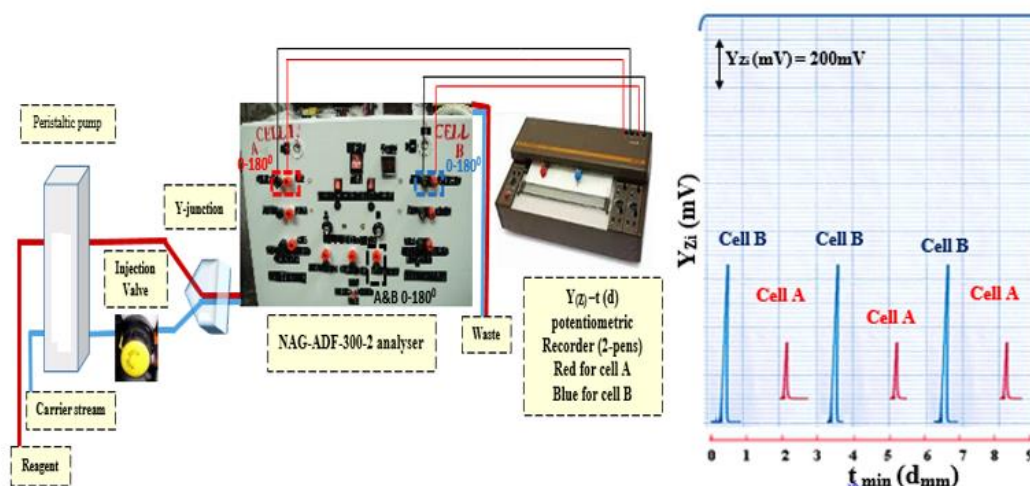 Peristaltic pump
Y-junction
Injection
Valve
Carrier stream
Reagent
CELL
A
0-180⁰
CELL
B
0-180⁰
A&B 0-180⁰
NAG-ADF-300-2 analyser
Waste
Y(Z)–t (d)
potentiometric
Recorder (2-pens)
Red for cell A
Blue for cell B
YZi (mV) = 200mV
YZi (mV)
Cell B
Cell B
Cell B
Cell A
Cell A
Cell A
0 1 2 3 4 5 6 7 8 9
t min (dmm)